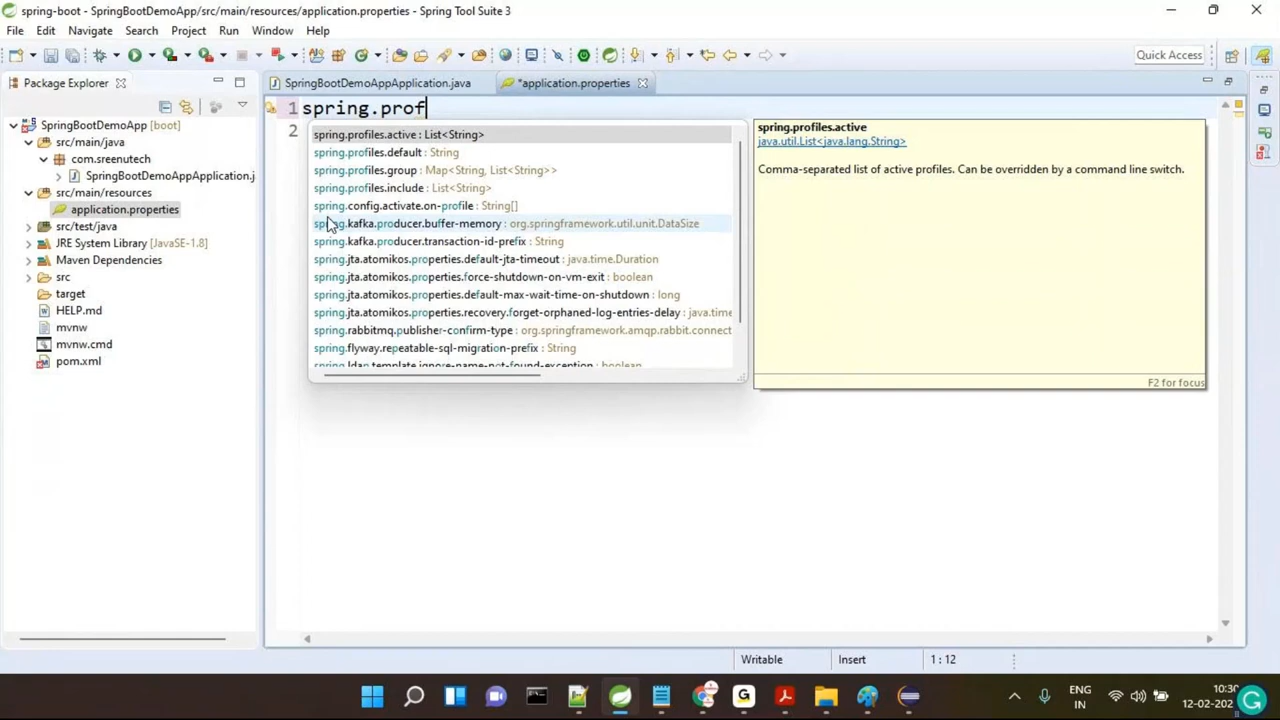 spring-boot - SpringBootDemoApp/src/main/resources/application.properties - Spring Tool Suite 3
File Edit Navigate Search Project Run Window Help
Quick Access
Package Explorer
SpringBootDemoAppApplication.java
*application.properties
SpringBootDemoApp [boot]
src/main/java
com.sreenutech
SpringBootDemoAppApplication.j
src/main/resources
application.properties
src/test/java
JRE System Library [JavaSE-1.8]
Maven Dependencies
src
target
HELP.md
mvnw
mvnw.cmd
pom.xml
1 spring.prof
2
spring.profiles.active : List<String>
spring.profiles.default : String
spring.profiles.group : Map<String, List<String>>
spring.profiles.include : List<String>
spring.config.activate.on-profile : String[]
spring.kafka.producer.buffer-memory : org.springframework.util.unit.DataSize
spring.kafka.producer.transaction-id-prefix : String
spring.jta.atomikos.properties.default-jta-timeout : java.time.Duration
spring.jta.atomikos.properties.force-shutdown-on-vm-exit : boolean
spring.jta.atomikos.properties.default-max-wait-time-on-shutdown : long
spring.jta.atomikos.properties.recovery.forget-orphaned-log-entries-delay : java.time
spring.rabbitmq.publisher-confirm-type : org.springframework.amqp.rabbit.connect
spring.flyway.repeatable-sql-migration-prefix : String
spring.ldap.template.ignore-name-not-found-exception : boolean
spring.profiles.active
java.util.List<java.lang.String>
Comma-separated list of active profiles. Can be overridden by a command line switch.
F2 for focus
Writable Insert 1 : 12
ENG
IN
10:30
12-02-202